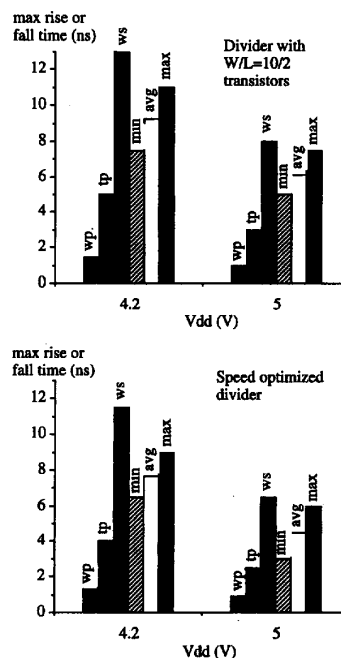 max rise or
fall time (ns)
Divider with
W/L=10/2
transistors
12
10
8
6
4
2
0
wp.
tp
ws
min
avg
max
wp
tp
ws
min
avg
max
4.2
5
Vdd (V)
max rise or
fall time (ns)
Speed optimized
divider
12
10
8
6
4
2
0
wp
tp
ws
min
avg
max
wp
tp
ws
min
avg
max
4.2
5
Vdd (V)